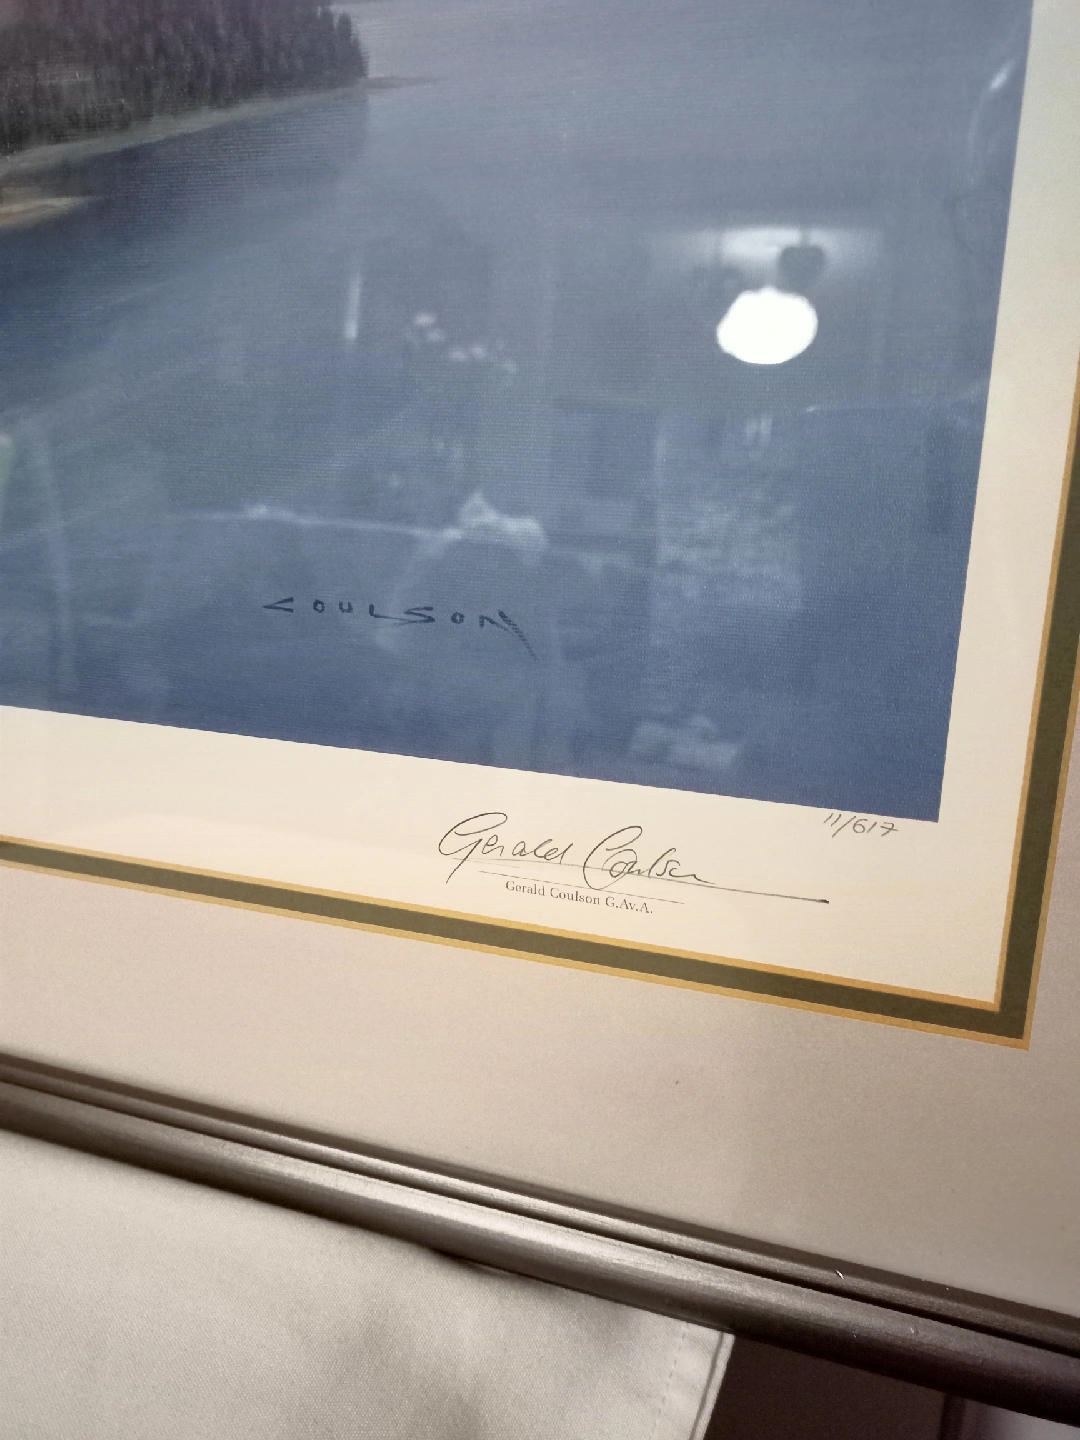 COULSON
11/617
Gerald Coulson
Gerald Coulson G.Av.A.